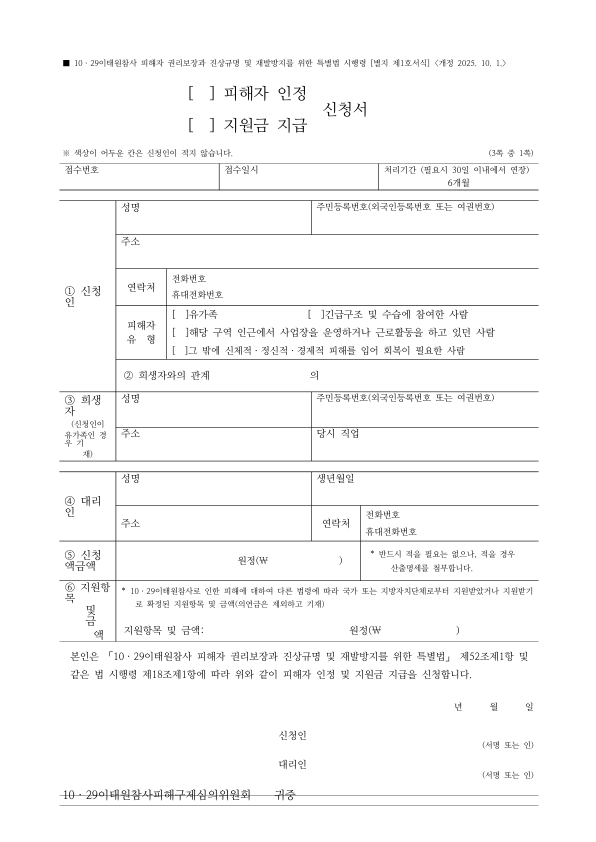 ■ 10ㆍ29이태원참사 피해자 권리보장과 진상규명 및 재발방지를 위한 특별법 시행령 [별지 제1호서식] 〈개정 2025. 10. 1.〉
[  ] 피해자 인정
신청서
[  ] 지원금 지급
※ 색상이 어두운 칸은 신청인이 적지 않습니다.
(3쪽 중 1쪽)
접수번호
접수일시
처리기간 (필요시 30일 이내에서 연장)
6개월
① 신청
인
성명
주민등록번호(외국인등록번호 또는 여권번호)
주소
연락처
전화번호
휴대전화번호
피해자
유 형
[  ]유가족
[  ]긴급구조 및 수습에 참여한 사람
[  ]해당 구역 인근에서 사업장을 운영하거나 근로활동을 하고 있던 사람
[  ]그 밖에 신체적ㆍ정신적ㆍ경제적 피해를 입어 회복이 필요한 사람
② 희생자와의 관계
의
③ 희생
자
(신청인이
유가족인 경
우 기
재)
성명
주민등록번호(외국인등록번호 또는 여권번호)
주소
당시 직업
④ 대리
인
성명
생년월일
주소
연락처
전화번호
휴대전화번호
⑤ 신청
액금액
원정(₩ )
* 반드시 적을 필요는 없으나, 적을 경우
산출명세를 첨부합니다.
⑥ 지원항
목
및
금
액
* 10ㆍ29이태원참사로 인한 피해에 대하여 다른 법령에 따라 국가 또는 지방자치단체로부터 지원받았거나 지원받기
로 확정된 지원항목 및 금액(의연금은 제외하고 기재)
지원항목 및 금액:
원정(₩ )
본인은 「10ㆍ29이태원참사 피해자 권리보장과 진상규명 및 재발방지를 위한 특별법」 제52조제1항 및
같은 법 시행령 제18조제1항에 따라 위와 같이 피해자 인정 및 지원금 지급을 신청합니다.
년 월 일
신청인
(서명 또는 인)
대리인
(서명 또는 인)
10ㆍ29이태원참사피해구제심의위원회 귀중